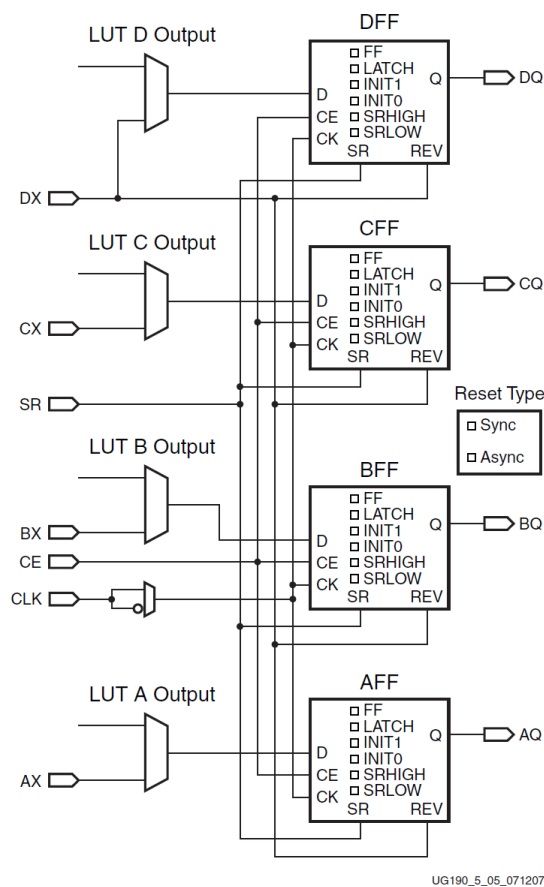 DFF
LUT D Output
FF
LATCH
INIT1
INIT0
SRHIGH
SRLOW
D
CE
CK
Q
SR
REV
DQ
DX
CFF
LUT C Output
FF
LATCH
INIT1
INIT0
SRHIGH
SRLOW
D
CE
CK
Q
SR
REV
CQ
CX
SR
Reset Type
Sync
Async
LUT B Output
BFF
FF
LATCH
INIT1
INIT0
SRHIGH
SRLOW
D
CE
CK
Q
SR
REV
BQ
BX
CE
CLK
AFF
LUT A Output
FF
LATCH
INIT1
INIT0
SRHIGH
SRLOW
D
CE
CK
Q
SR
REV
AQ
AX
UG190_5_05_071207